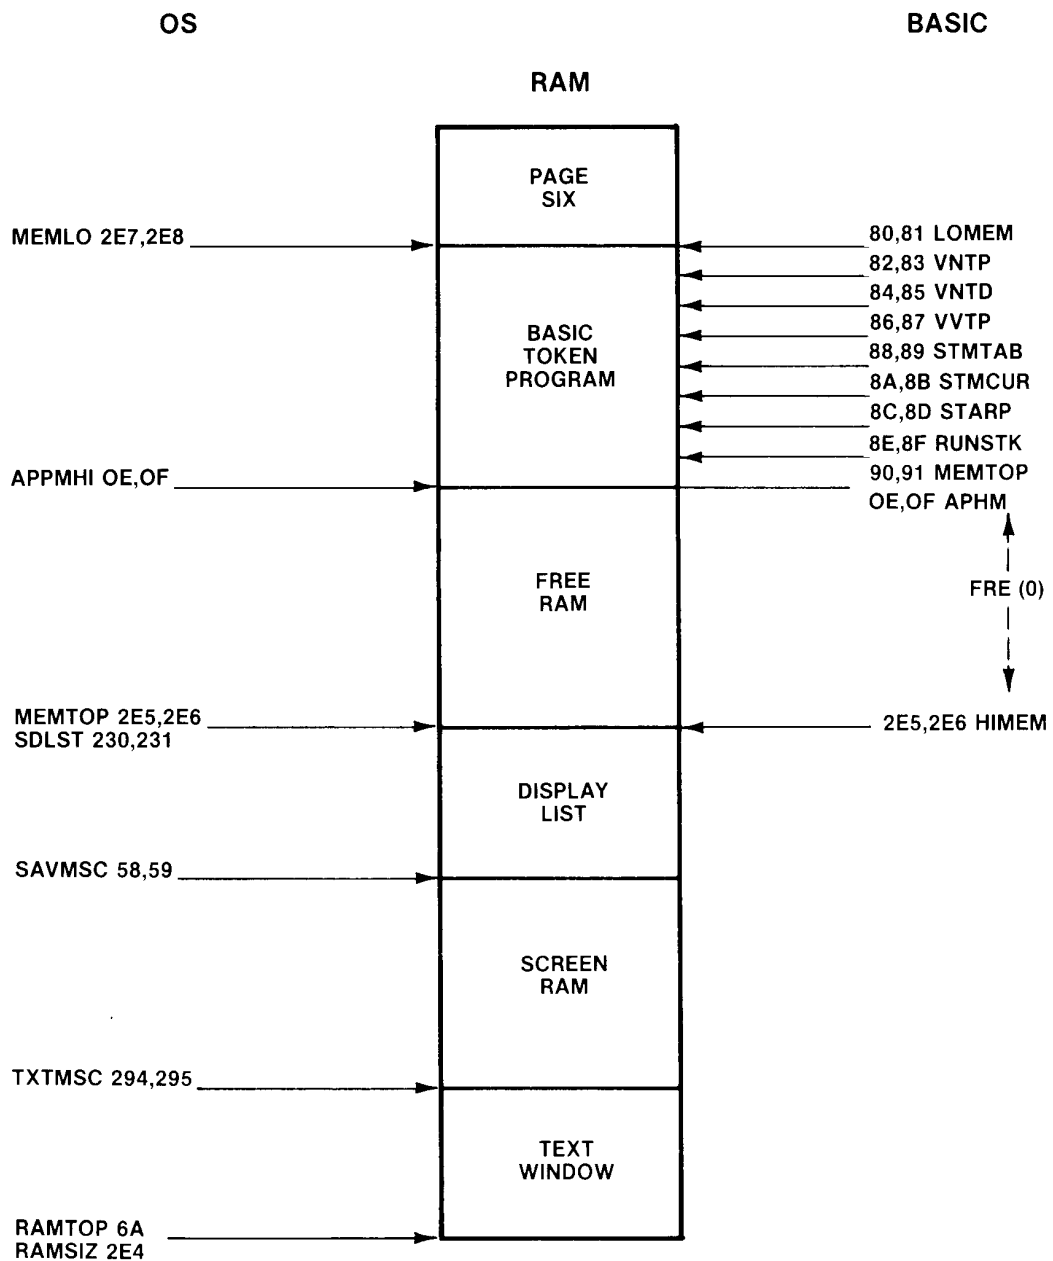 OS
BASIC
RAM
PAGE
SIX
MEMLO 2E7,2E8
80,81 LOMEM
82,83 VNTP
84,85 VNTD
86,87 VVTP
88,89 STMTAB
8A,8B STMCUR
8C,8D STARP
8E,8F RUNSTK
90,91 MEMTOP
OE,OF APHM
BASIC
TOKEN
PROGRAM
APPMHI OE,OF
FREE
RAM
FRE (0)
MEMTOP 2E5,2E6
SDLST 230,231
2E5,2E6 HIMEM
DISPLAY
LIST
SAVMSC 58,59
SCREEN
RAM
TXTMSC 294,295
TEXT
WINDOW
RAMTOP 6A
RAMSIZ 2E4